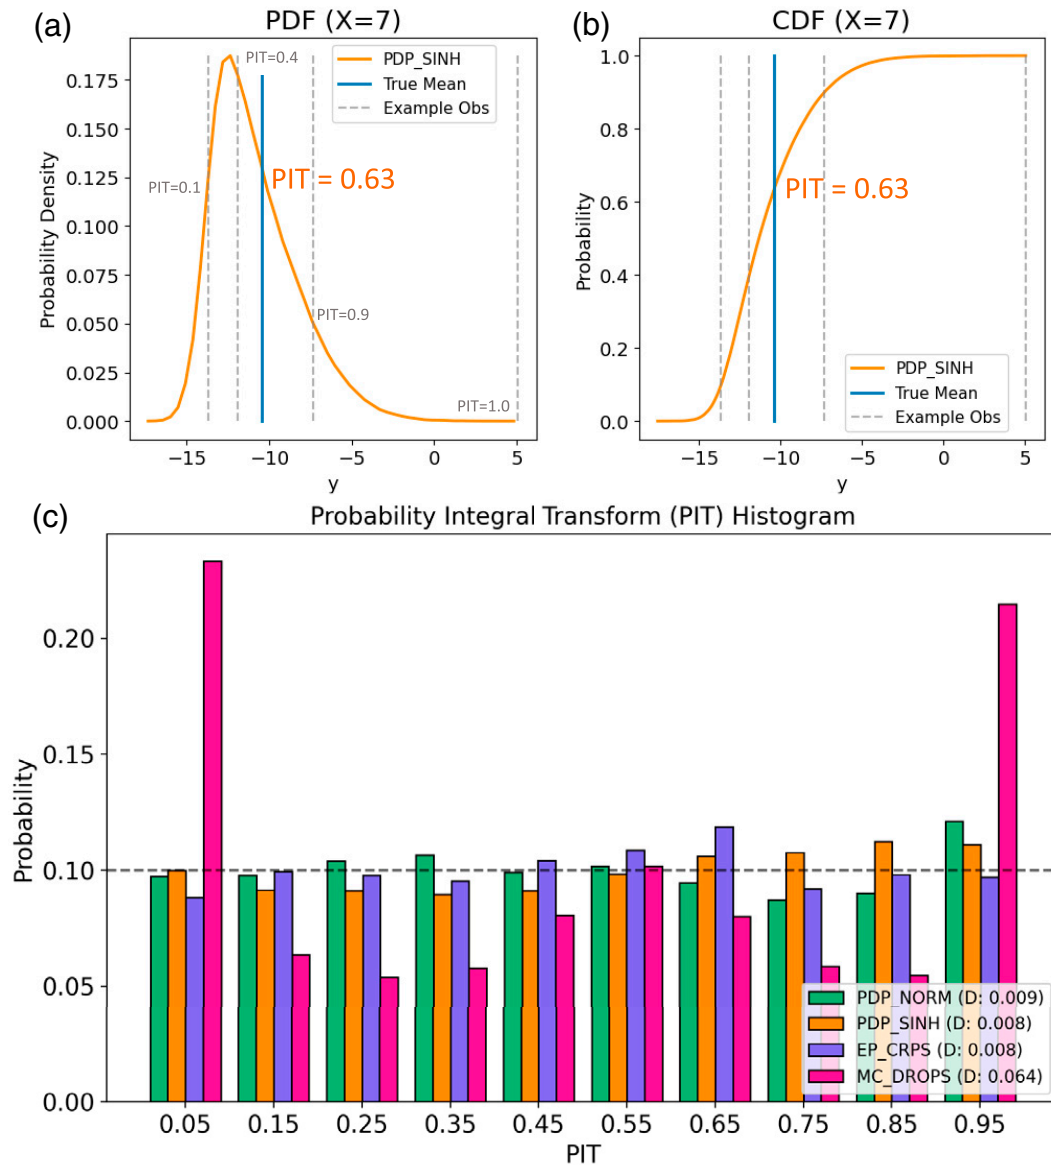 (a)
PDF (X=7)
PDP_SINH
True Mean
Example Obs
PIT=0.4
PIT=0.1
PIT = 0.63
PIT=0.9
PIT=1.0
Probability Density
0.175
0.150
0.125
0.100
0.075
0.050
0.025
0.000
−15
−10
−5
0
5
y
(b)
CDF (X=7)
PIT = 0.63
PDP_SINH
True Mean
Example Obs
Probability
1.0
0.8
0.6
0.4
0.2
0.0
−15
−10
−5
0
5
y
(c)
Probability Integral Transform (PIT) Histogram
Probability
0.20
0.15
0.10
0.05
0.00
PDP_NORM (D: 0.009)
PDP_SINH (D: 0.008)
EP_CRPS (D: 0.008)
MC_DROPS (D: 0.064)
0.05
0.15
0.25
0.35
0.45
0.55
0.65
0.75
0.85
0.95
PIT